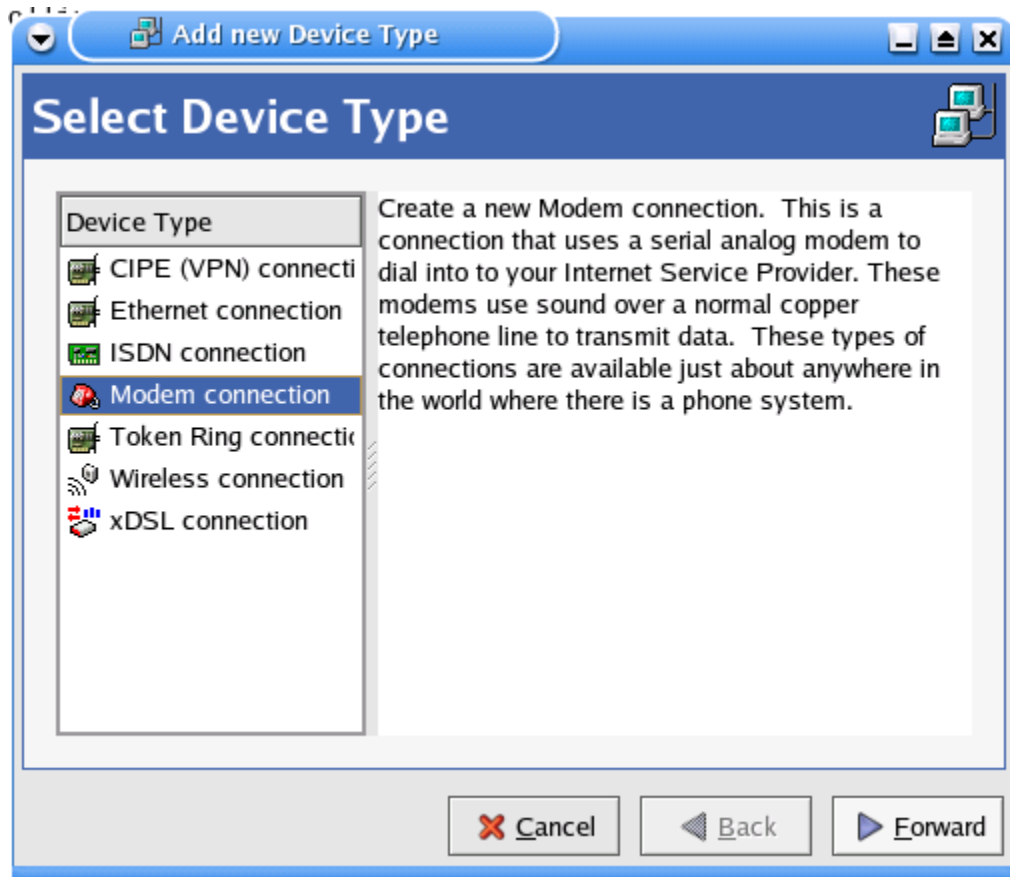 Add new Device Type
Select Device Type
Device Type
CIPE (VPN) connecti
Ethernet connection
ISDN connection
Modem connection
Token Ring connectic
Wireless connection
xDSL connection
Create a new Modem connection.  This is a
connection that uses a serial analog modem to
dial into to your Internet Service Provider. These
modems use sound over a normal copper
telephone line to transmit data.  These types of
connections are available just about anywhere in
the world where there is a phone system.
Cancel
Back
Forward